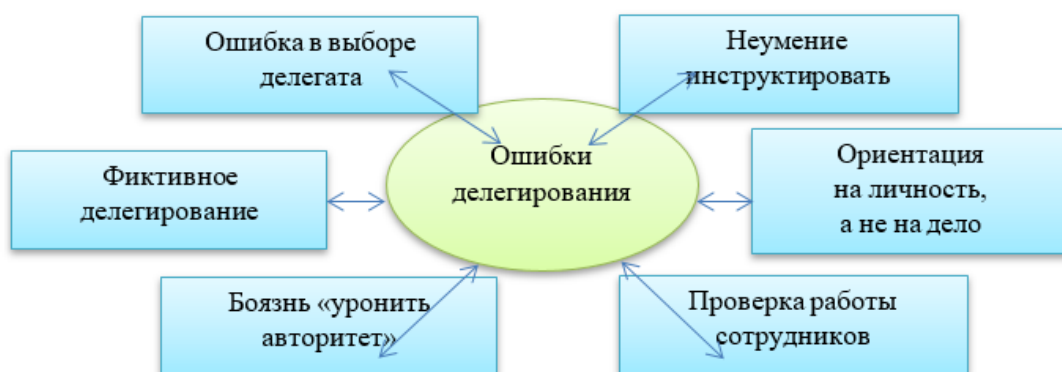 Ошибка в выборе
делегата
Неумение
инструктировать
Фиктивное
делегирование
Ошибки
делегирования
Ориентация
на личность,
а не на дело
Боязнь «уронить
авторитет»
Проверка работы
сотрудников